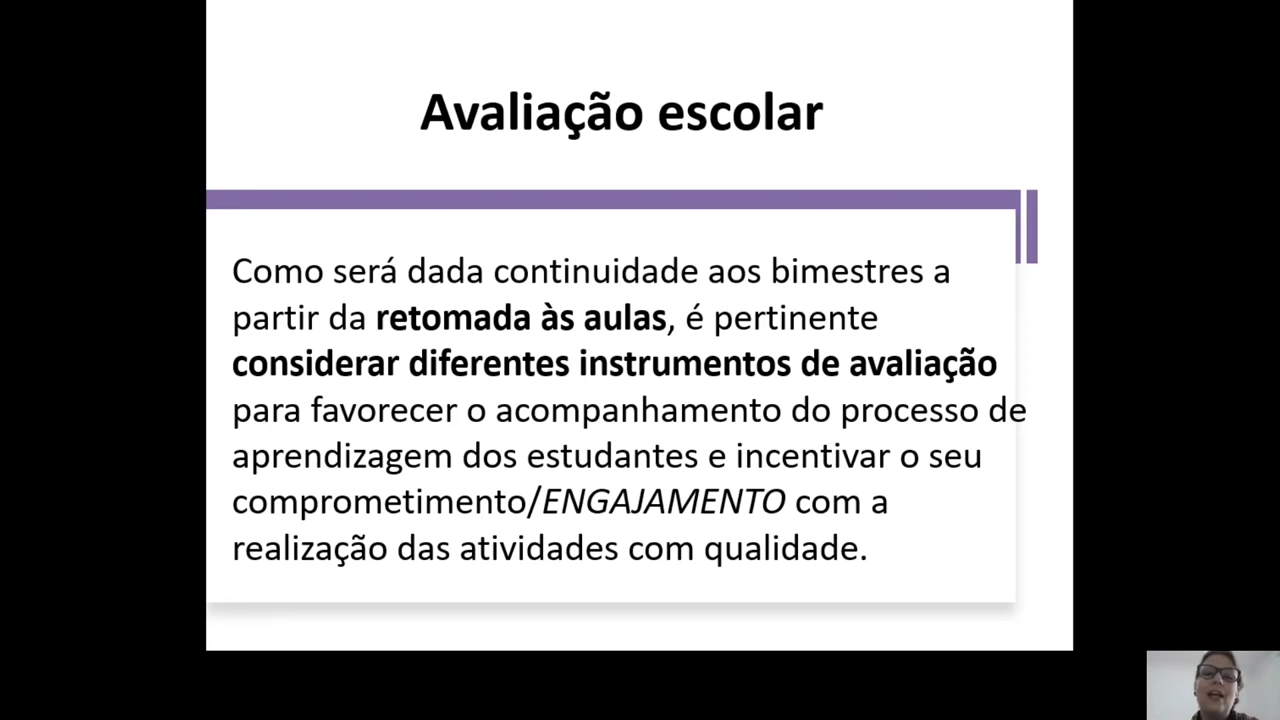 Avaliação escolar
Como será dada continuidade aos bimestres a
partir da retomada às aulas, é pertinente
considerar diferentes instrumentos de avaliação
para favorecer o acompanhamento do processo de
aprendizagem dos estudantes e incentivar o seu
comprometimento/ENGAJAMENTO com a
realização das atividades com qualidade.